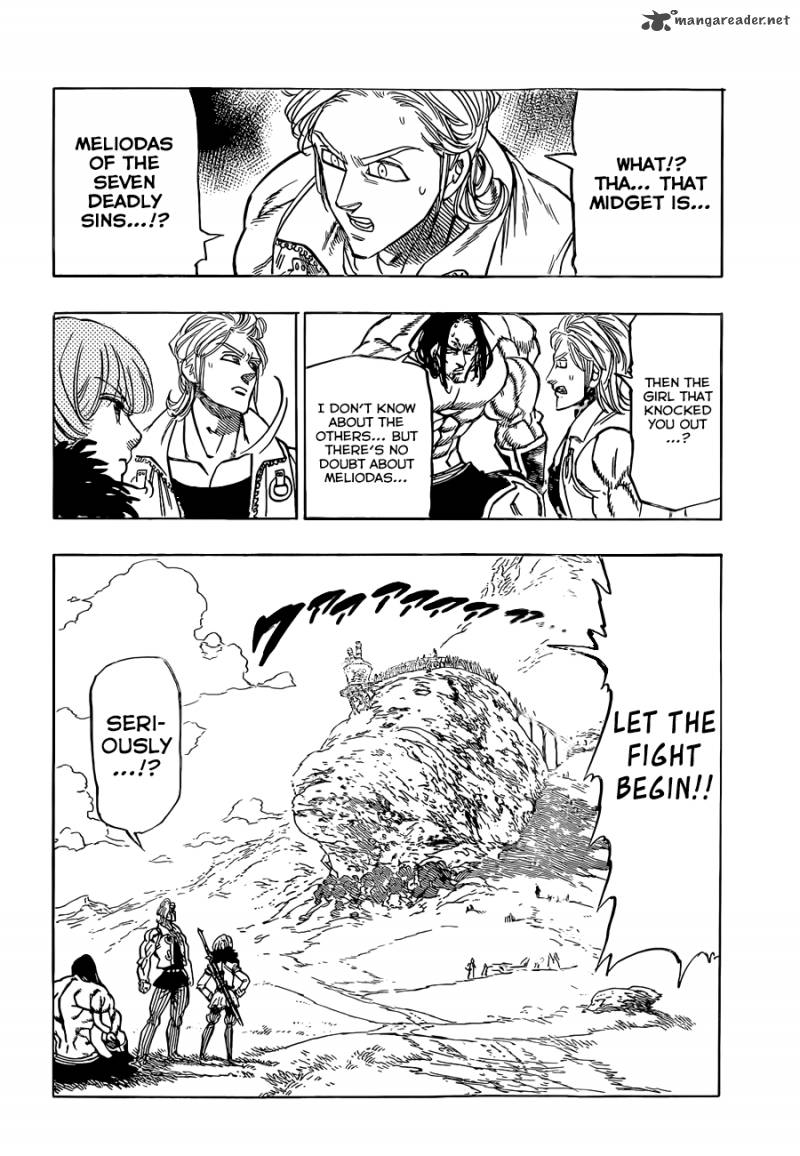 mangareader.net
WHAT!?
THA... THAT
MIDGET IS...
MELIODAS
OF THE
SEVEN
DEADLY
SINS...!?
THEN THE
GIRL THAT
KNOCKED
YOU OUT
...?
I DON'T KNOW
ABOUT THE
OTHERS... BUT
THERE'S NO
DOUBT ABOUT
MELIODAS...
LET THE
FIGHT
BEGIN!!
SERI-
OUSLY
...!?